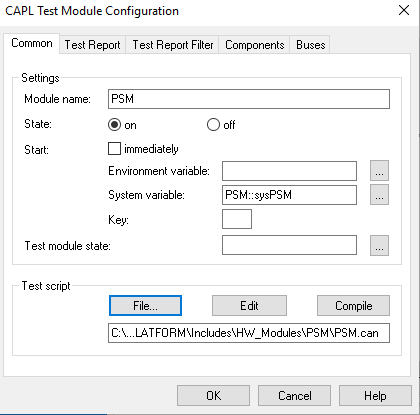 CAPL Test Module Configuration
Common Test Report Test Report Filter Components Buses
Settings
Module name: PSM
State: on off
Start: immediately
Environment variable: ...
System variable: PSM::sysPSM ...
Key:
Test module state: ...
Test script
File... Edit Compile
C:\...LATFORM\Includes\HW_Modules\PSM\PSM.can
OK Cancel Help